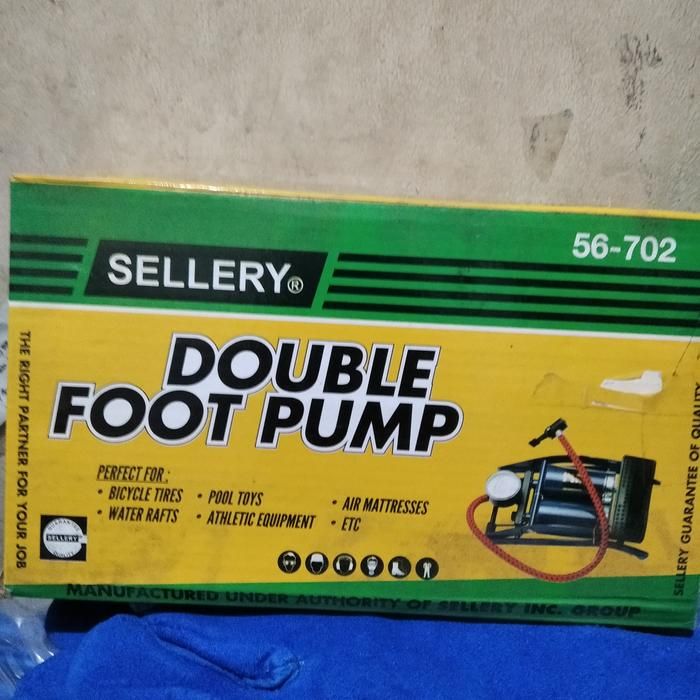 56-702
SELLERY®
DOUBLE
FOOT PUMP
PERFECT FOR :
• BICYCLE TIRES • POOL TOYS • AIR MATTRESSES
• WATER RAFTS • ATHLETIC EQUIPMENT • ETC
THE RIGHT PARTNER FOR YOUR JOB
SELLERY GUARANTEE OF QUALITY
SELLERY
MANUFACTURED UNDER AUTHORITY OF SELLERY INC. GROUP